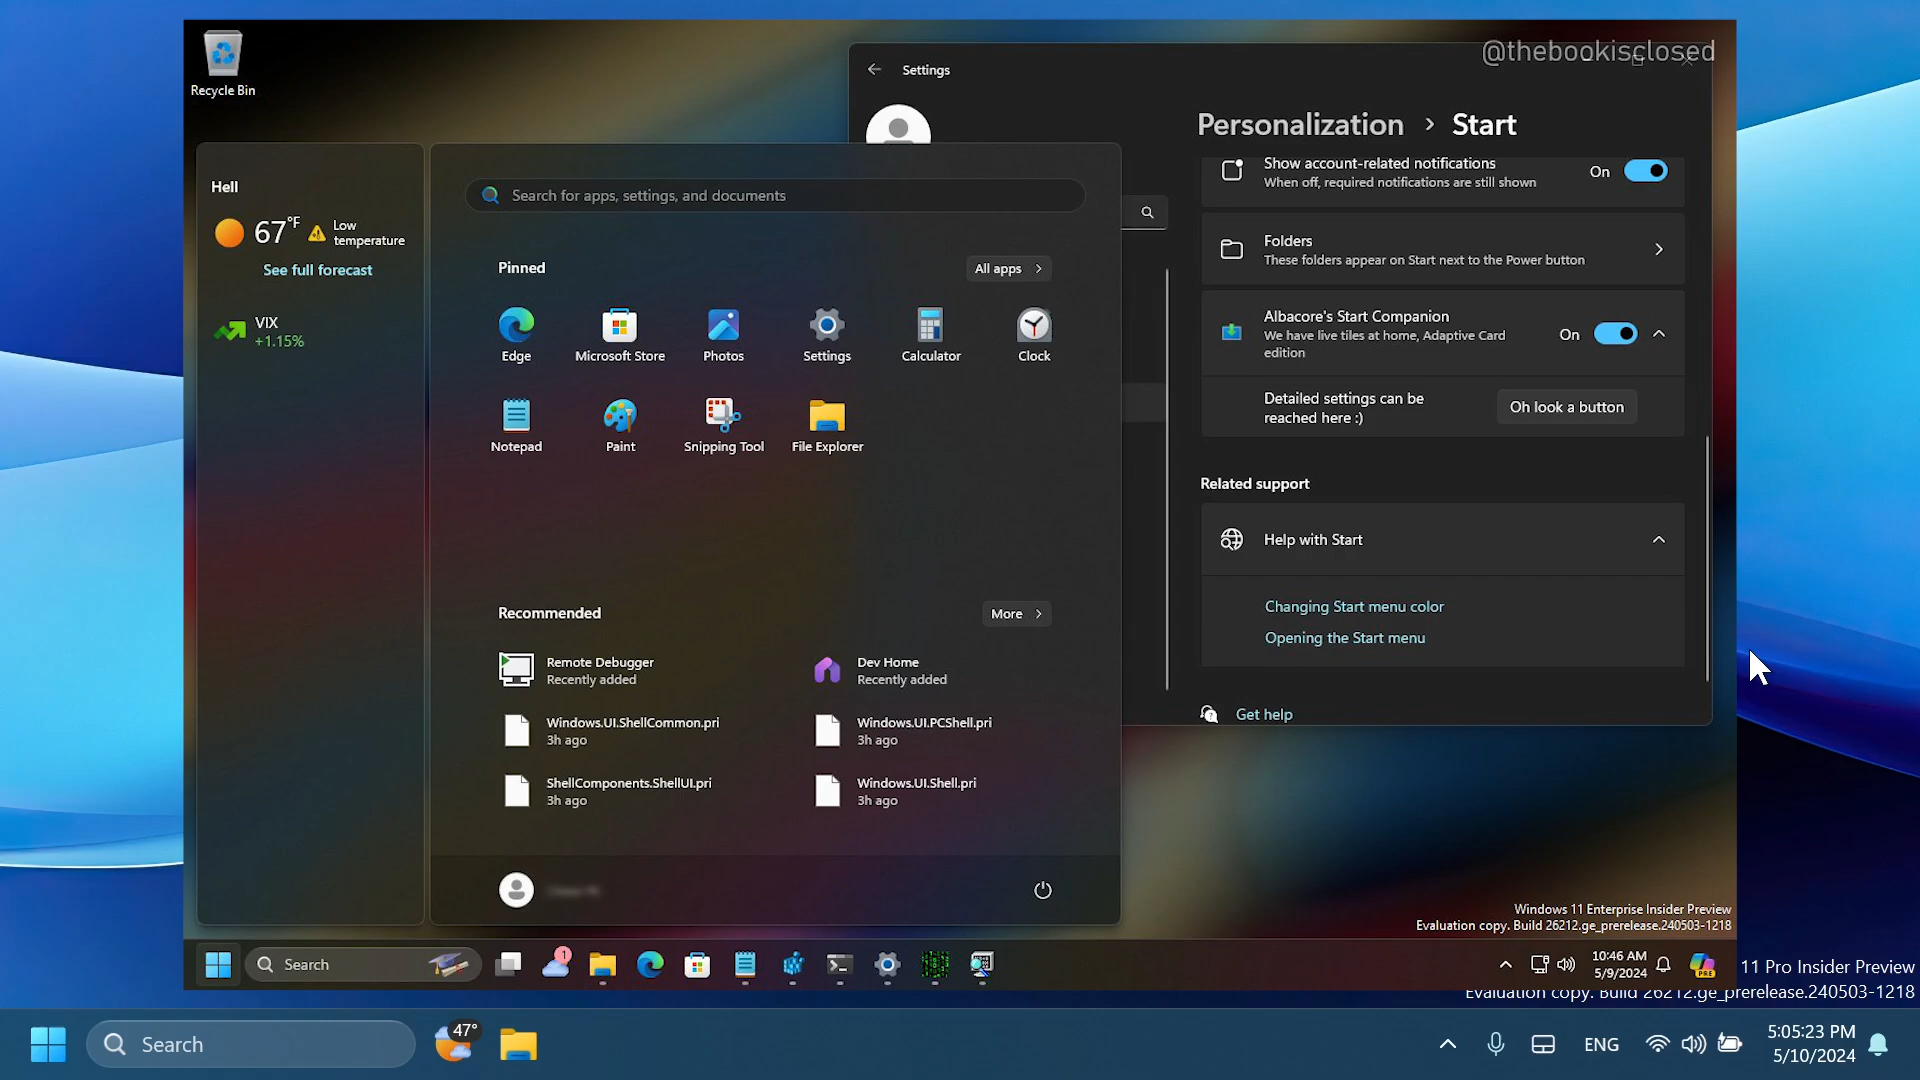 Recycle Bin
Settings
@thebookisclosed
Personalization › Start
Show account-related notifications
When off, required notifications are still shown
On
Folders
These folders appear on Start next to the Power button
Albacore's Start Companion
We have live tiles at home, Adaptive Card
edition
On
Detailed settings can be
reached here :)
Oh look a button
Related support
Help with Start
Changing Start menu color
Opening the Start menu
Get help
Hell
67°F
Low
temperature
See full forecast
VIX
+1.15%
Search for apps, settings, and documents
Pinned
All apps
Edge
Microsoft Store
Photos
Settings
Calculator
Clock
Notepad
Paint
Snipping Tool
File Explorer
Recommended
More
Remote Debugger
Recently added
Dev Home
Recently added
Windows.UI.ShellCommon.pri
3h ago
Windows.UI.PCShell.pri
3h ago
ShellComponents.ShellUI.pri
3h ago
Windows.UI.Shell.pri
3h ago
Windows 11 Enterprise Insider Preview
Evaluation copy. Build 26212.ge_prerelease.240503-1218
Search
1
10:46 AM
5/9/2024
PRE
11 Pro Insider Preview
Evaluation copy. Build 26212.ge_prerelease.240503-1218
Search
47°
ENG
5:05:23 PM
5/10/2024